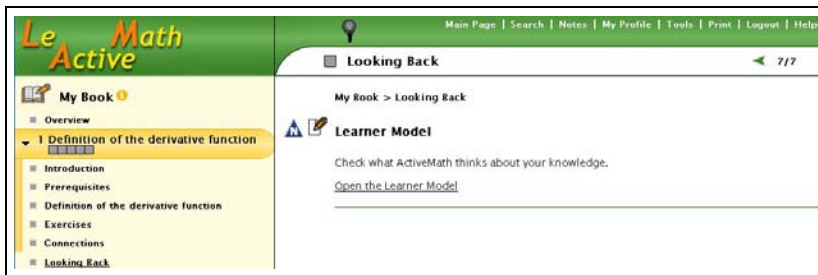 Le Math
Active
Main Page | Search | Notes | My Profile | Tools | Print | Logout | Help
Looking Back
7/7
My Book
Overview
1 Definition of the derivative function
Introduction
Prerequisites
Definition of the derivative function
Exercises
Connections
Looking Back
My Book > Looking Back
N
Learner Model
Check what ActiveMath thinks about your knowledge.
Open the Learner Model